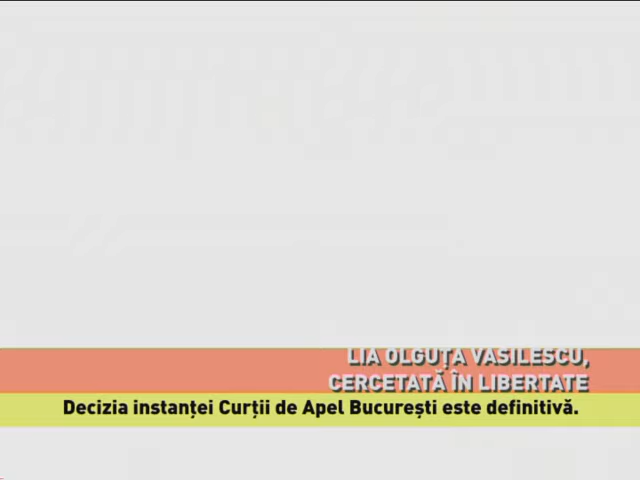 LIA OLGUȚA VASILESCU,
CERCETATĂ ÎN LIBERTATE
Decizia instanței Curții de Apel București este definitivă.